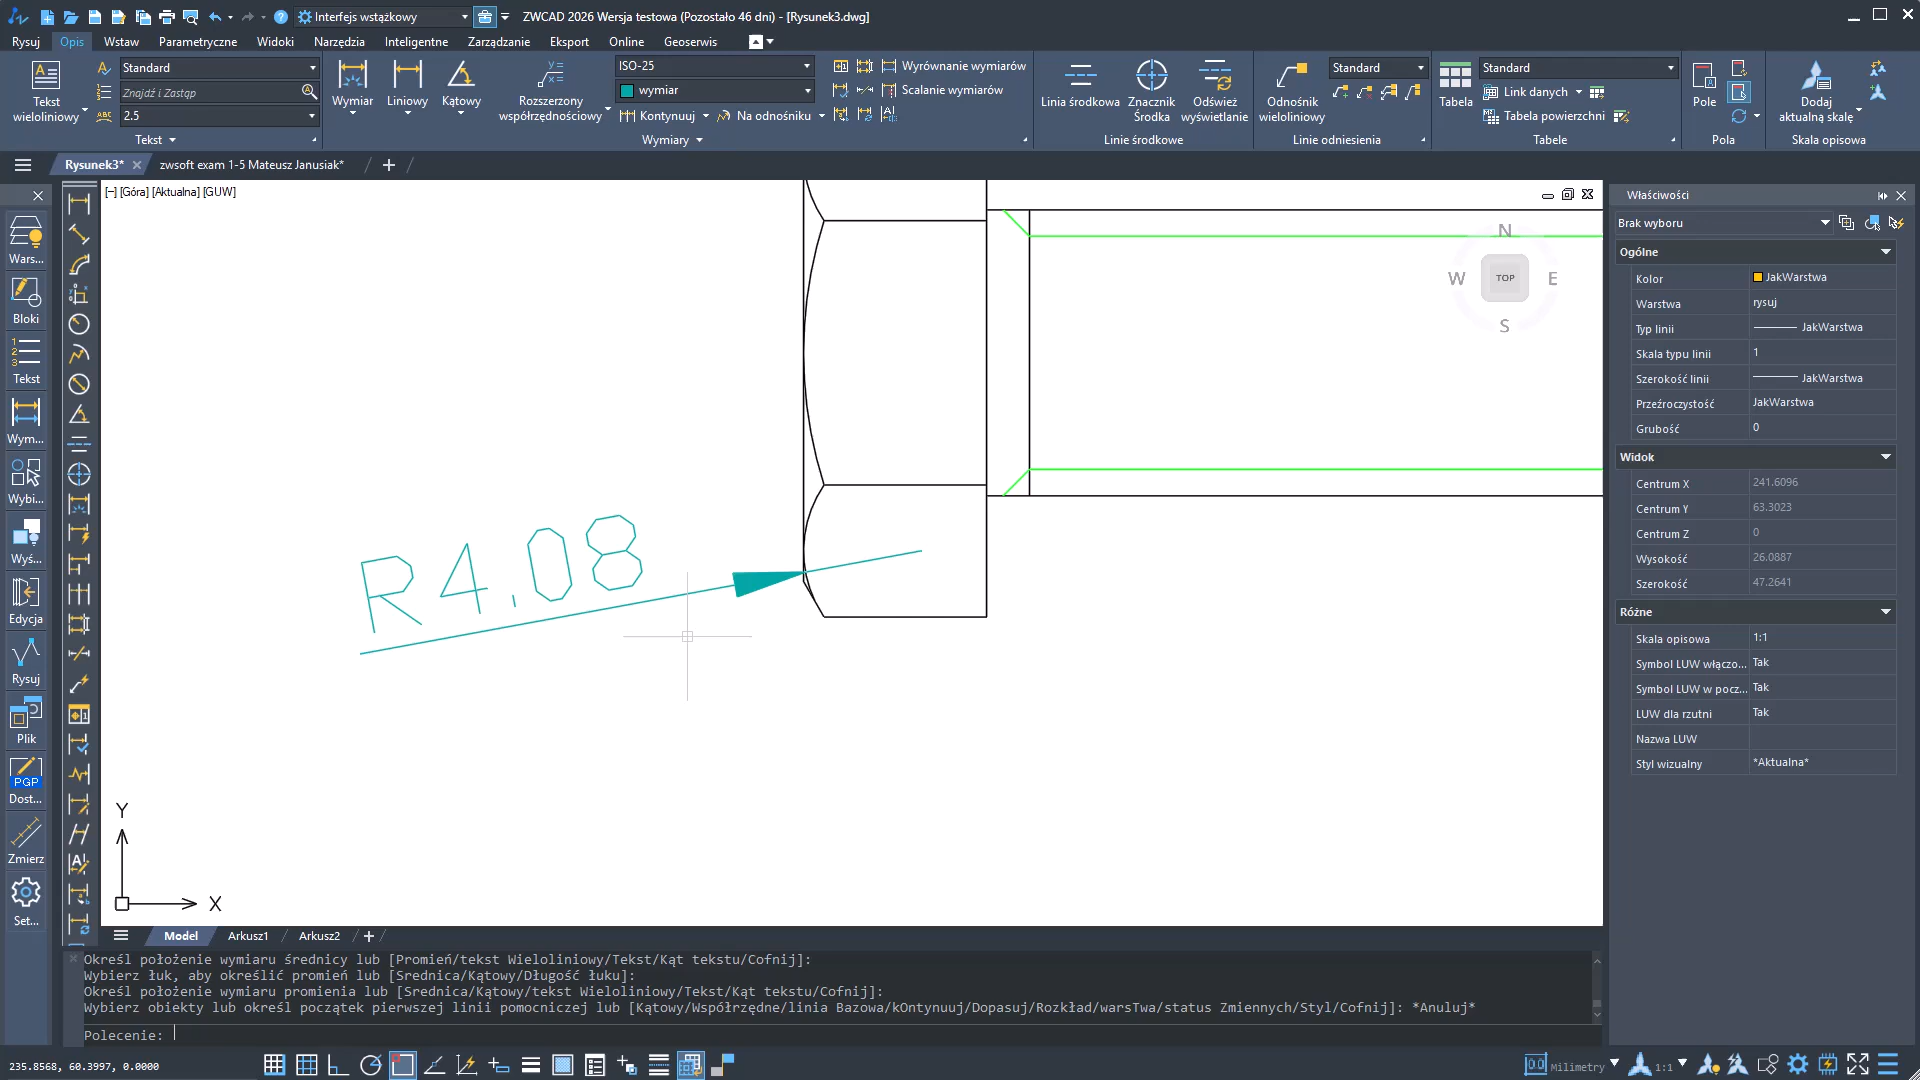 Interfejs wstążkowy
ZWCAD 2026 Wersja testowa (Pozostało 46 dni) - [Rysunek3.dwg]
Rysuj Opis Wstaw Parametryczne Widoki Narzędzia Inteligentne Zarządzanie Eksport Online Geoserwis
Tekst wieloliniowy
Standard
Znajdź i Zastąp
2.5
Tekst
Wymiar Liniowy Kątowy
Rozszerzony współrzędnościowy
ISO-25
wymiar
Kontynuuj Na odnośniku
Wyrównanie wymiarów
Scalanie wymiarów
Wymiary
Linia środkowa
Znacznik Środka
Odśwież wyświetlanie
Linie środkowe
Odnośnik wieloliniowy
Standard
Linie odniesienia
Tabela
Standard
Link danych
Tabela powierzchni
Tabele
Pole
Pola
Dodaj aktualną skalę
Skala opisowa
Rysunek3* zwsoft exam 1-5 Mateusz Janusiak*
[−] [Góra] [Aktualna] [GUW]
Wars...
Bloki
Tekst
Wym...
Wybi...
Wyś...
Edycja
Rysuj
Plik
PGP
Dost...
Zmierz
Set...
R4,08
N
W TOP E
S
Y
X
Właściwości
Brak wyboru
Ogólne
Kolor JakWarstwa
Warstwa rysuj
Typ linii JakWarstwa
Skala typu linii 1
Szerokość linii JakWarstwa
Przeźroczystość JakWarstwa
Grubość 0
Widok
Centrum X 241.6096
Centrum Y 63.3023
Centrum Z 0
Wysokość 26.0887
Szerokość 47.2641
Różne
Skala opisowa 1:1
Symbol LUW włączo... Tak
Symbol LUW w pocz... Tak
LUW dla rzutni Tak
Nazwa LUW
Styl wizualny *Aktualna*
Model Arkusz1 Arkusz2
Określ położenie wymiaru średnicy lub [Promień/tekst Wieloliniowy/Tekst/Kąt tekstu/Cofnij]:
Wybierz łuk, aby określić promień lub [Srednica/Kątowy/Długość łuku]:
Określ położenie wymiaru promienia lub [Srednica/Kątowy/tekst Wieloliniowy/Tekst/Kąt tekstu/Cofnij]:
Wybierz obiekty lub określ początek pierwszej linii pomocniczej lub [Kątowy/Współrzędne/linia Bazowa/kOntynuuj/Dopasuj/Rozkład/warsTwa/status Zmiennych/Styl/Cofnij]: *Anuluj*
Polecenie:
235.8568, 60.3997, 0.0000
Milimetry 1:1